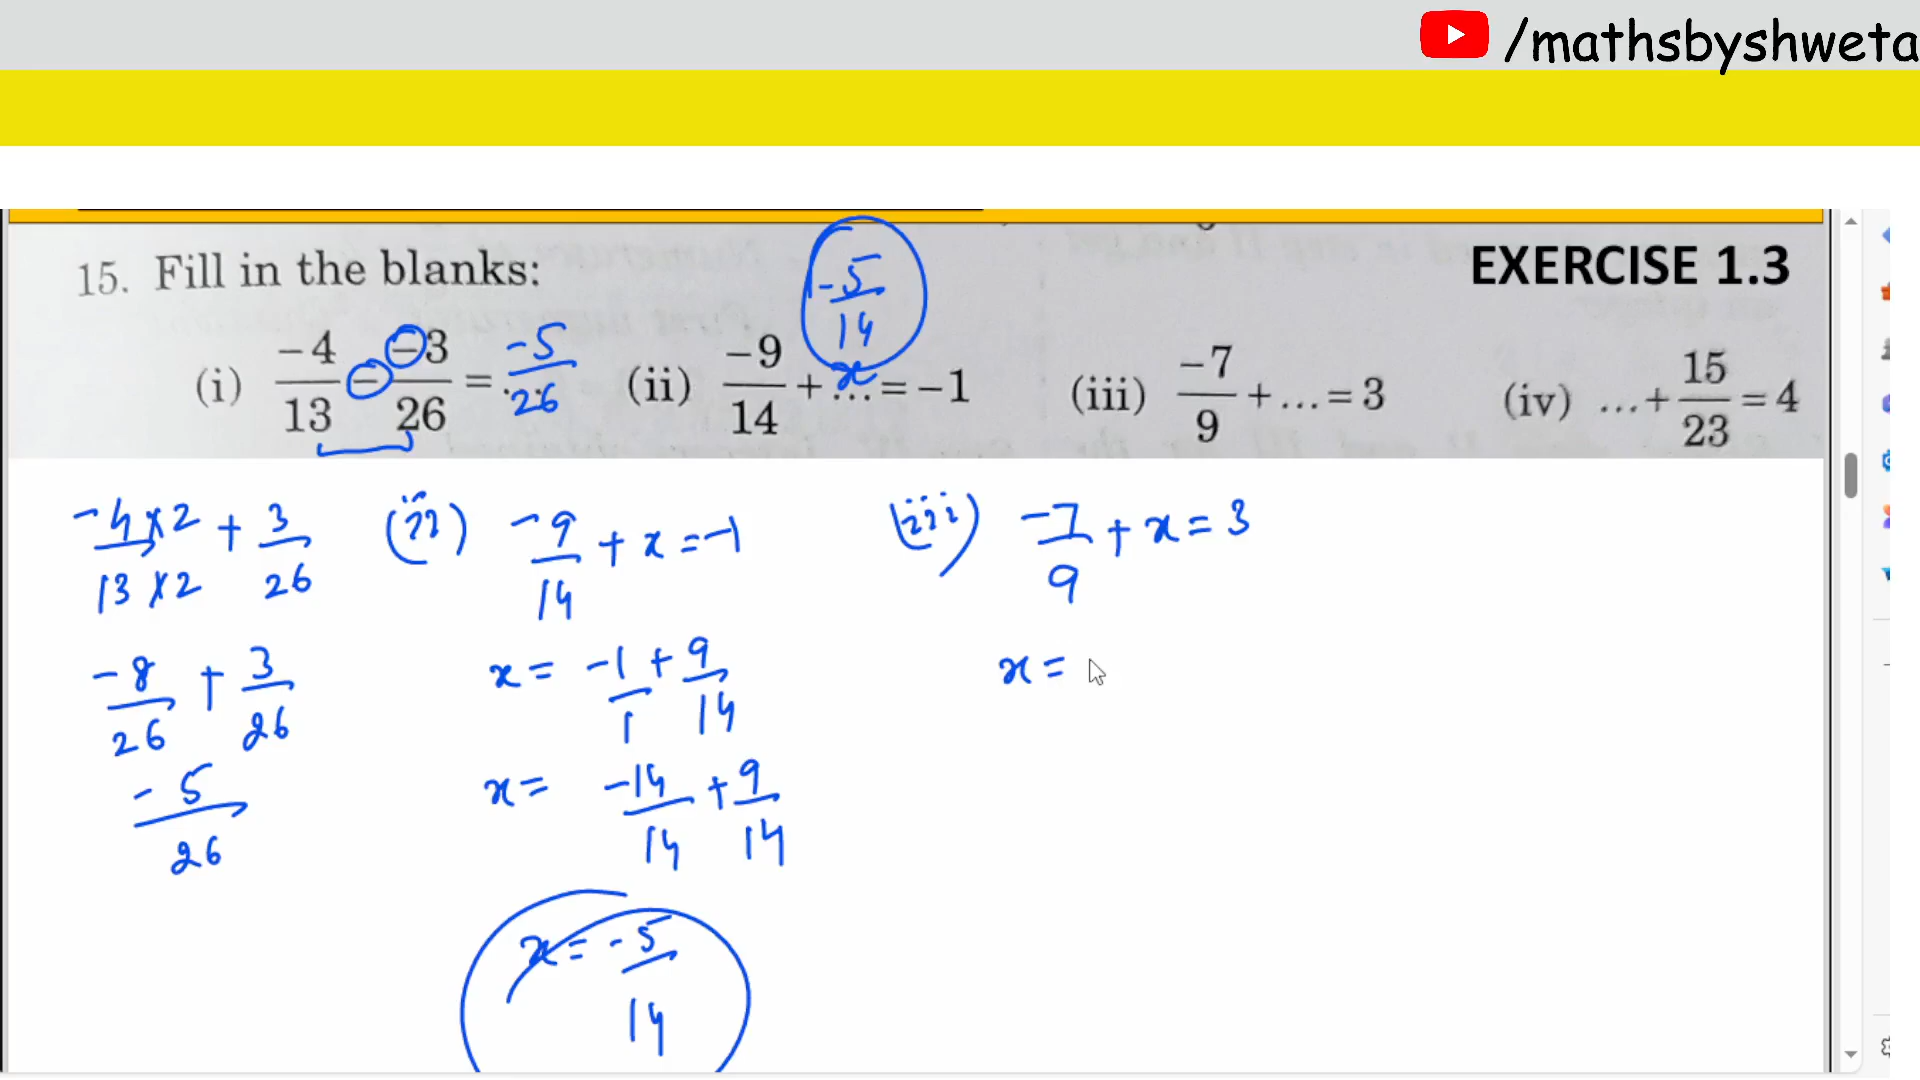 /mathsbyshweta
EXERCISE 1.3
15. Fill in the blanks:
(i) -4/13 - -3/26 = ... -5/26 (ii) -9/14 + ... = -1 x -5/14 (iii) -7/9 + ... = 3 (iv) ... + 15/23 = 4
-4×2/13×2 + 3/26
-8/26 + 3/26
-5/26
(ii) -9/14 + x = -1
x = -1/1 + 9/14
x = -14/14 + 9/14
x = -5/14
(iii) -7/9 + x = 3
x =